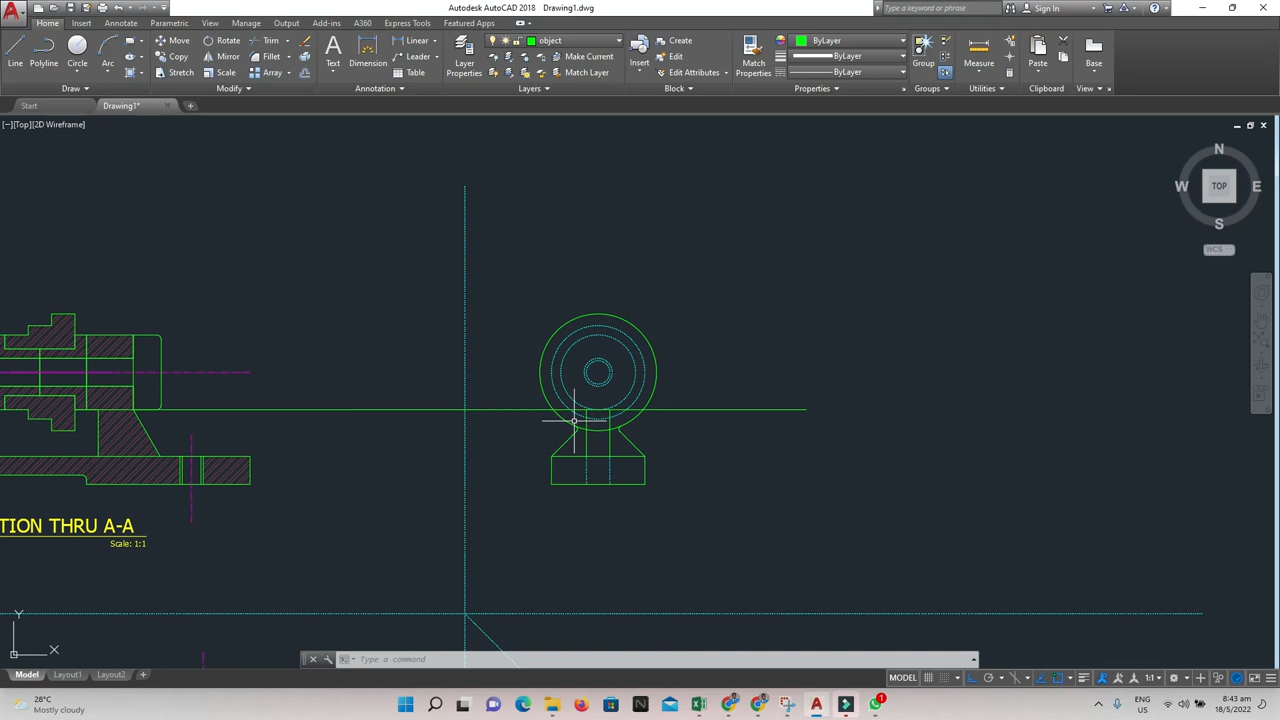 Autodesk AutoCAD 2018 Drawing1.dwg
Type a keyword or phrase
Sign In
Home Insert Annotate Parametric View Manage Output Add-ins A360 Express Tools Featured Apps
Line Polyline Circle Arc
Move Rotate Trim
Copy Mirror Fillet
Stretch Scale Array
Text Dimension
Linear
Leader
Table
Layer
Properties
object
Make Current
Match Layer
Insert
Create
Edit
Edit Attributes
Match
Properties
ByLayer
ByLayer
ByLayer
Group
Measure
Paste
Base
Draw Modify Annotation Layers Block Properties Groups Utilities Clipboard View
Start Drawing1*
[−][Top][2D Wireframe]
N
W TOP E
S
WCS
TION THRU A-A
Scale: 1:1
Y
X
Type a command
Model Layout1 Layout2
MODEL
1:1
28°C
Mostly cloudy
1
ENG
US
8:43 am
18/5/2022